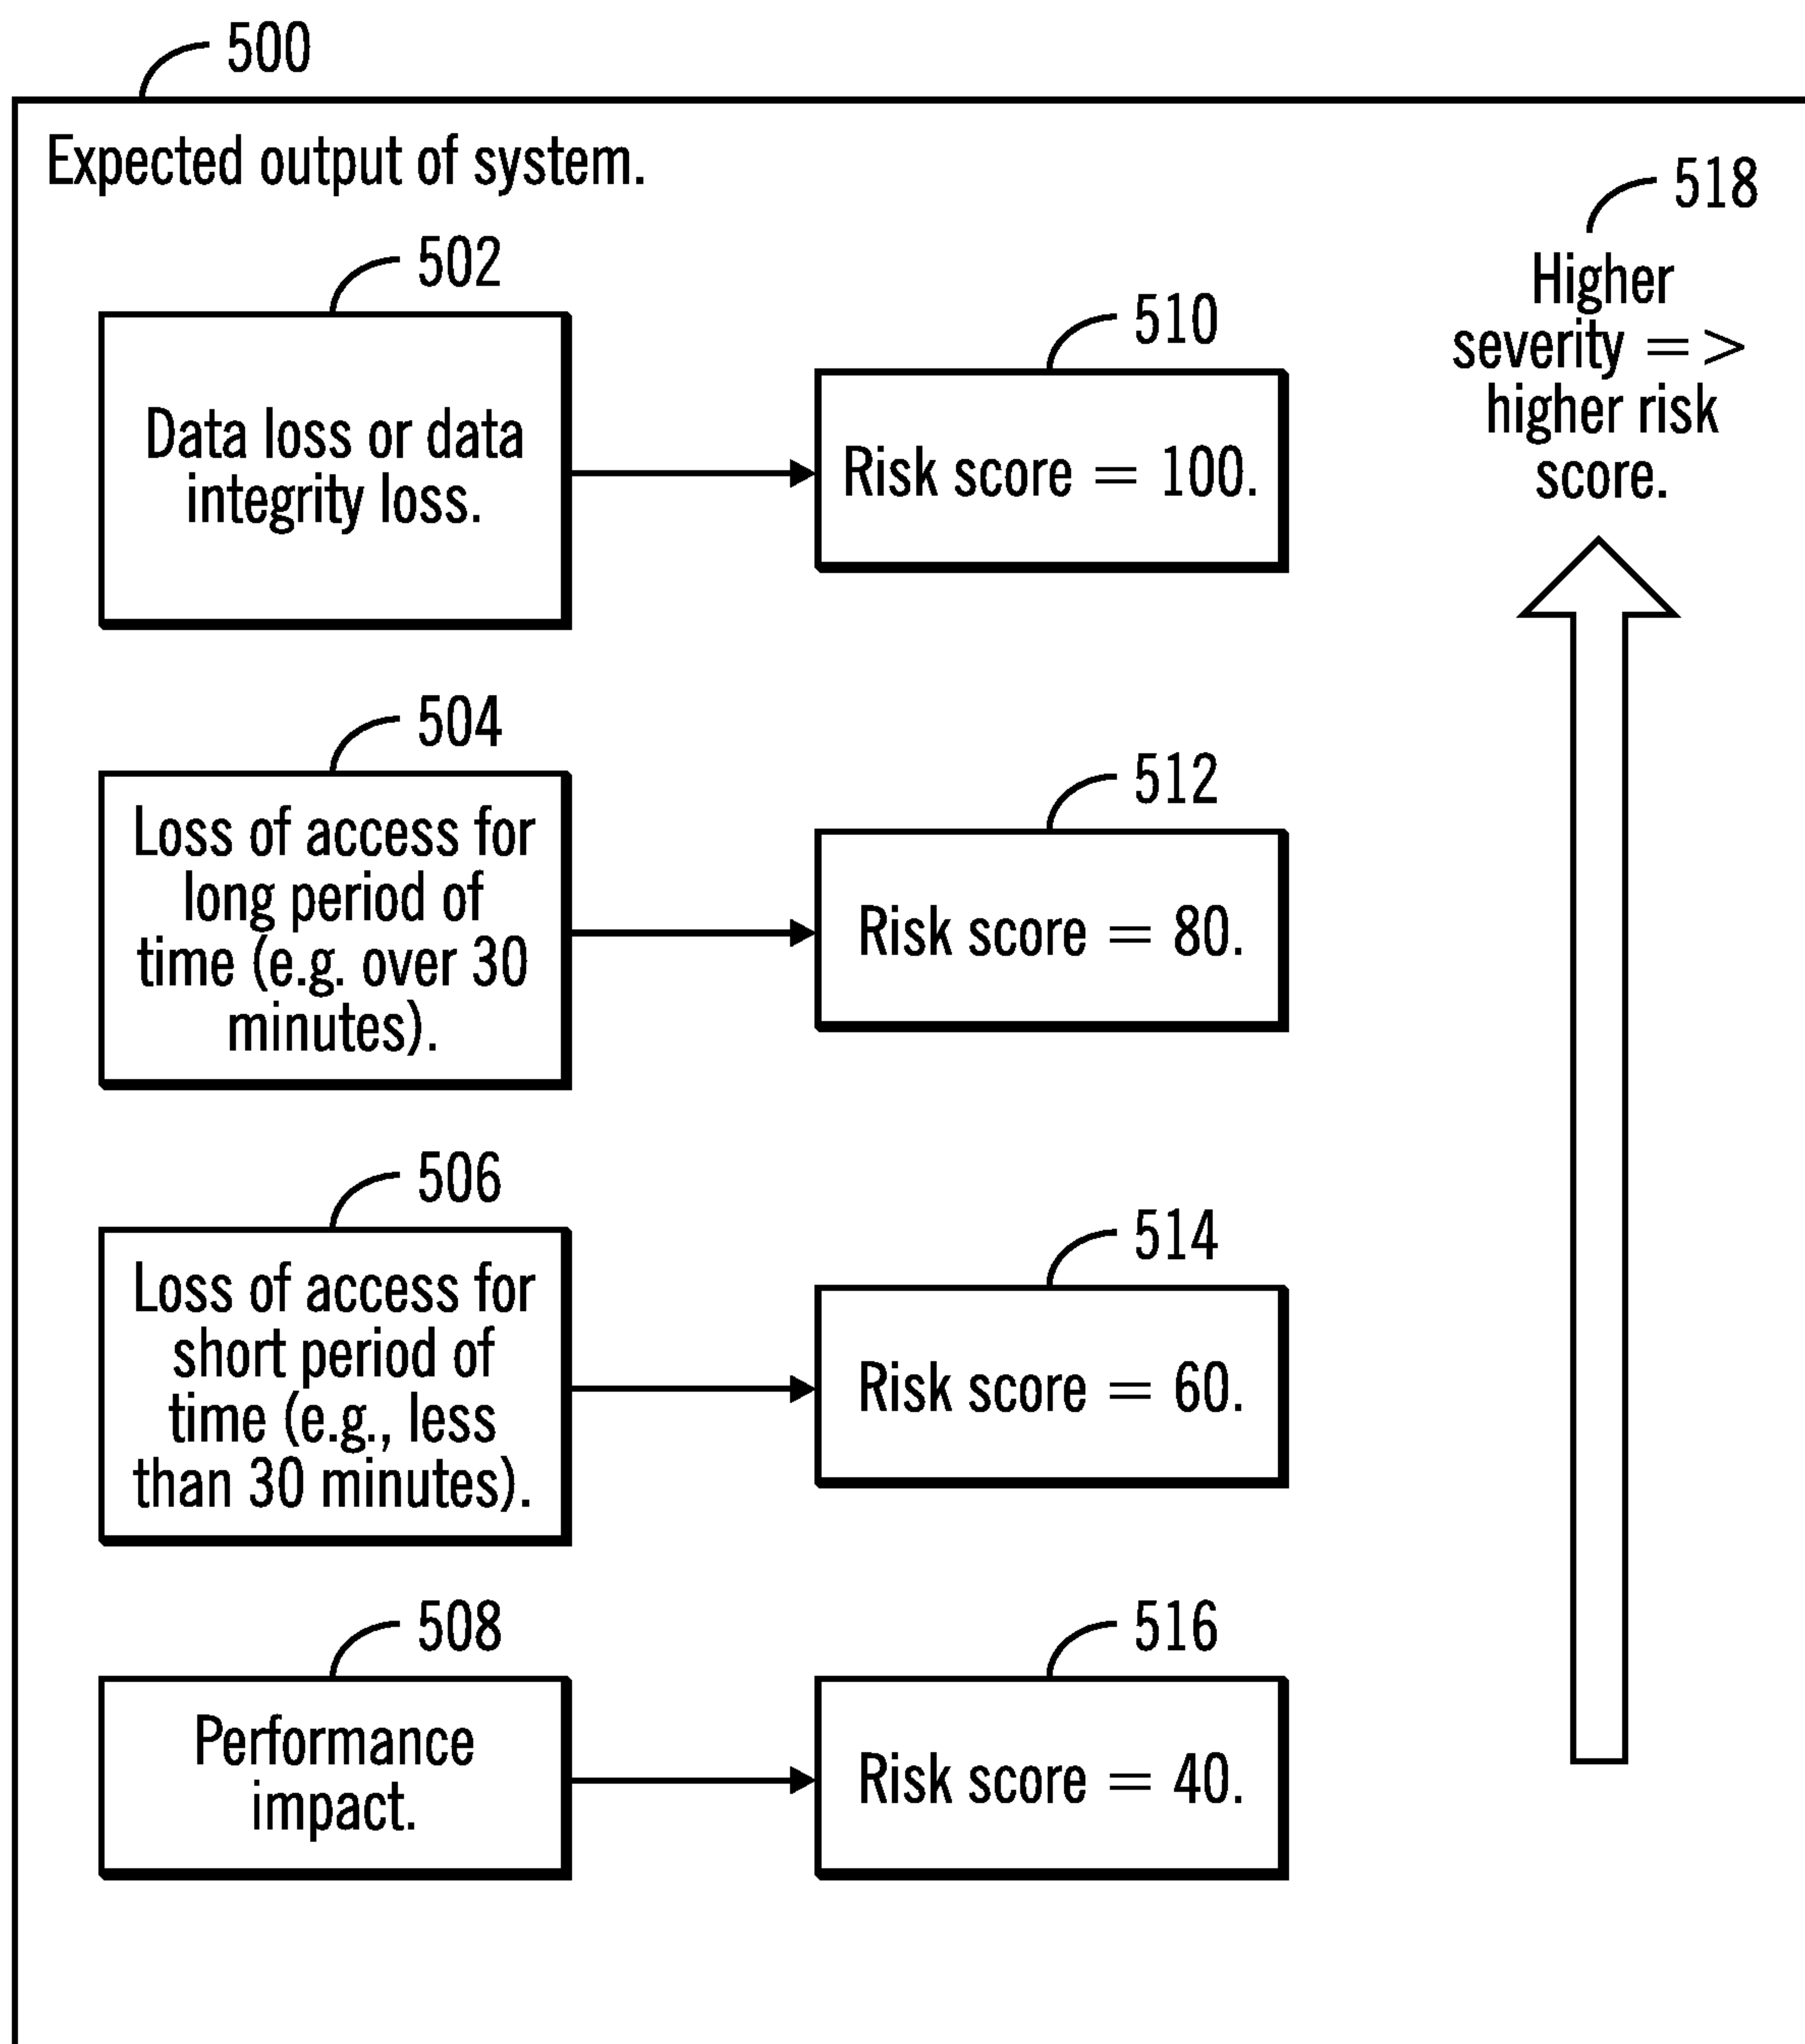 500
Expected output of system.
518
Higher
severity =>
higher risk
score.
502
Data loss or data
integrity loss.
510
Risk score = 100.
504
Loss of access for
long period of
time (e.g. over 30
minutes).
512
Risk score = 80.
506
Loss of access for
short period of
time (e.g., less
than 30 minutes).
514
Risk score = 60.
508
Performance
impact.
516
Risk score = 40.